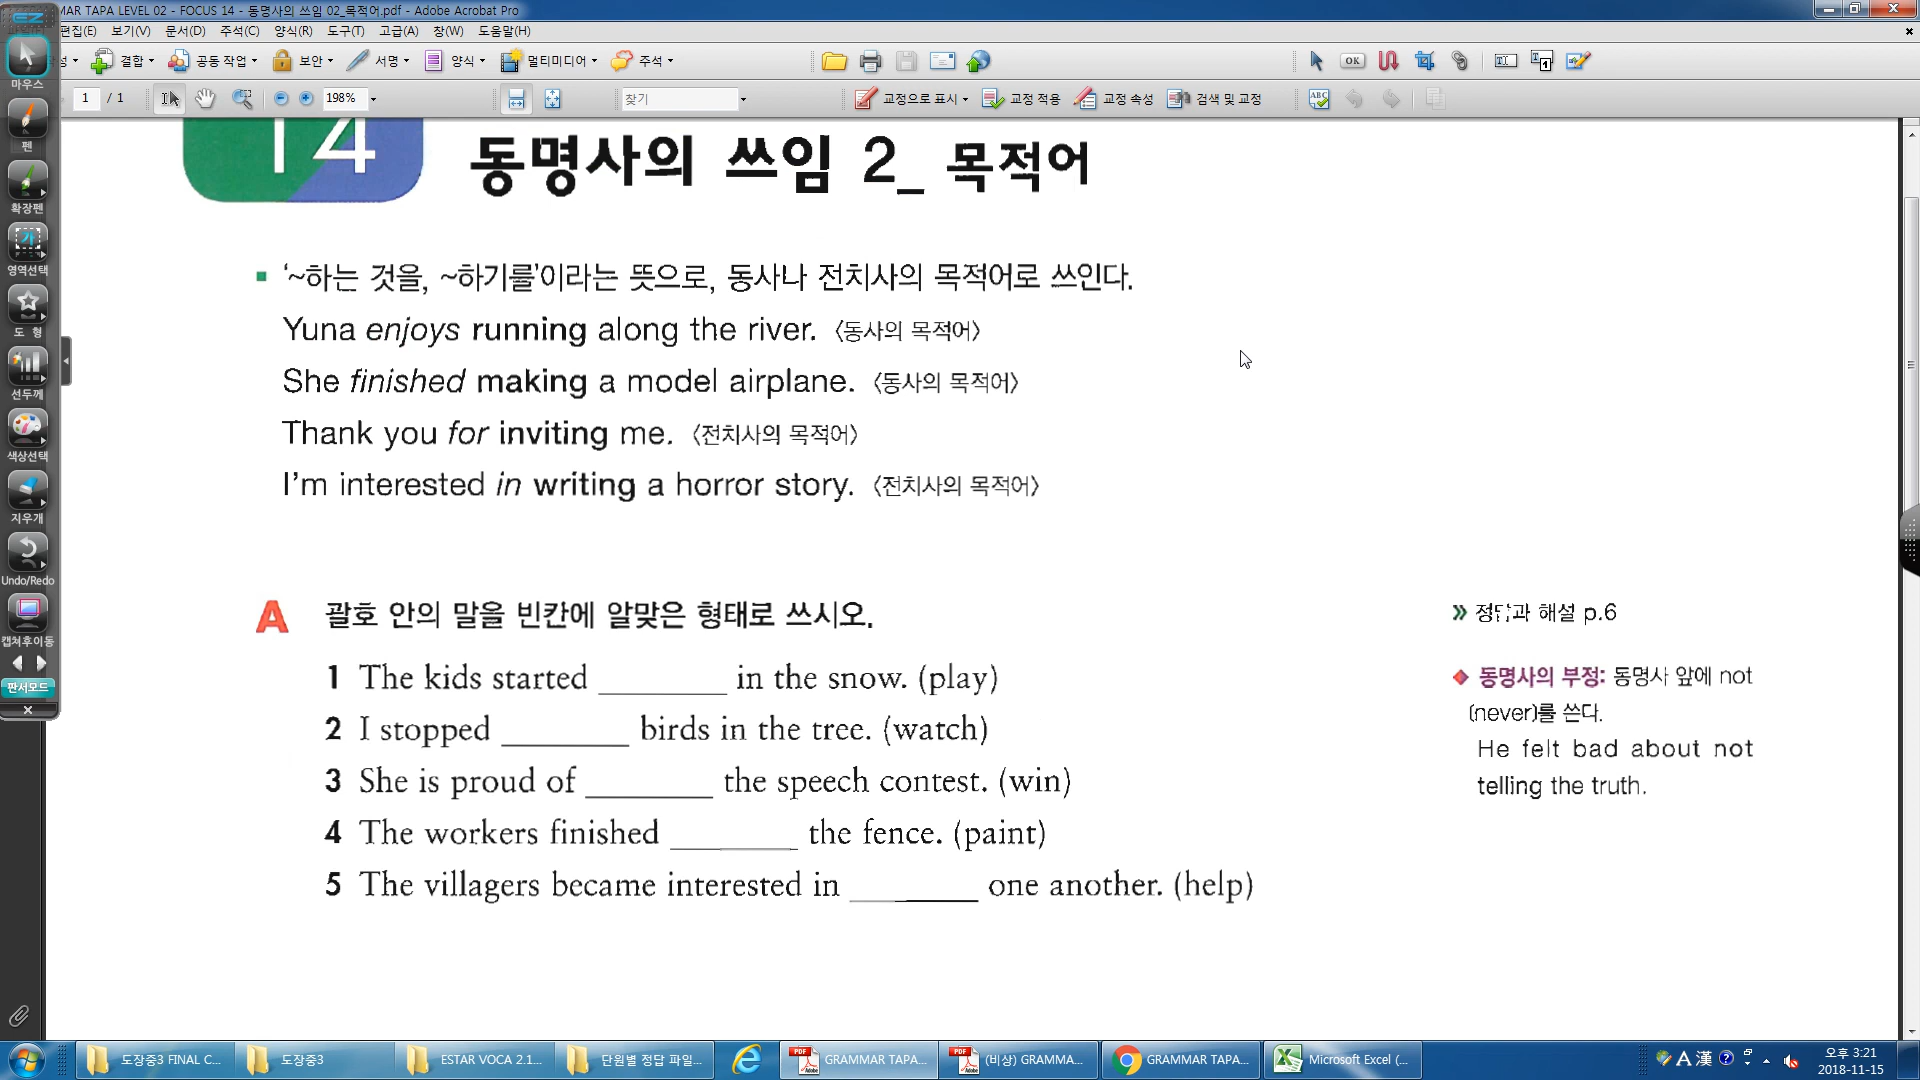 MAR TAPA LEVEL 02 - FOCUS 14 - 동명사의 쓰임 02_목적어.pdf - Adobe Acrobat Pro
편집(E) 보기(V) 문서(D) 주석(C) 양식(R) 도구(T) 고급(A) 창(W) 도움말(H)
결합 공동 작업 보안 서명 양식 멀티미디어 주석 OK
1 / 1 198% 찾기 교정으로 표시 교정 적용 교정 속성 검색 및 교정 ABC
마우스
펜
확장펜
영역선택
도 형
선두께
색상선택
지우개
Undo/Redo
캡쳐후이동
판서모드
14 동명사의 쓰임 2_ 목적어
'~하는 것을, ~하기를'이라는 뜻으로, 동사나 전치사의 목적어로 쓰인다.
Yuna enjoys running along the river. 〈동사의 목적어〉
She finished making a model airplane. 〈동사의 목적어〉
Thank you for inviting me. 〈전치사의 목적어〉
I'm interested in writing a horror story. 〈전치사의 목적어〉
A 괄호 안의 말을 빈칸에 알맞은 형태로 쓰시오.
1 The kids started ________ in the snow. (play)
2 I stopped ________ birds in the tree. (watch)
3 She is proud of ________ the speech contest. (win)
4 The workers finished ________ the fence. (paint)
5 The villagers became interested in ________ one another. (help)
» 정답과 해설 p.6
동명사의 부정: 동명사 앞에 not
(never)를 쓴다.
He felt bad about not
telling the truth.
도장중3 FINAL C... 도장중3 ESTAR VOCA 2.1... 단원별 정답 파일... GRAMMAR TAPA... (비상) GRAMMA... GRAMMAR TAPA... Microsoft Excel (...
A 漢 오후 3:21
2018-11-15